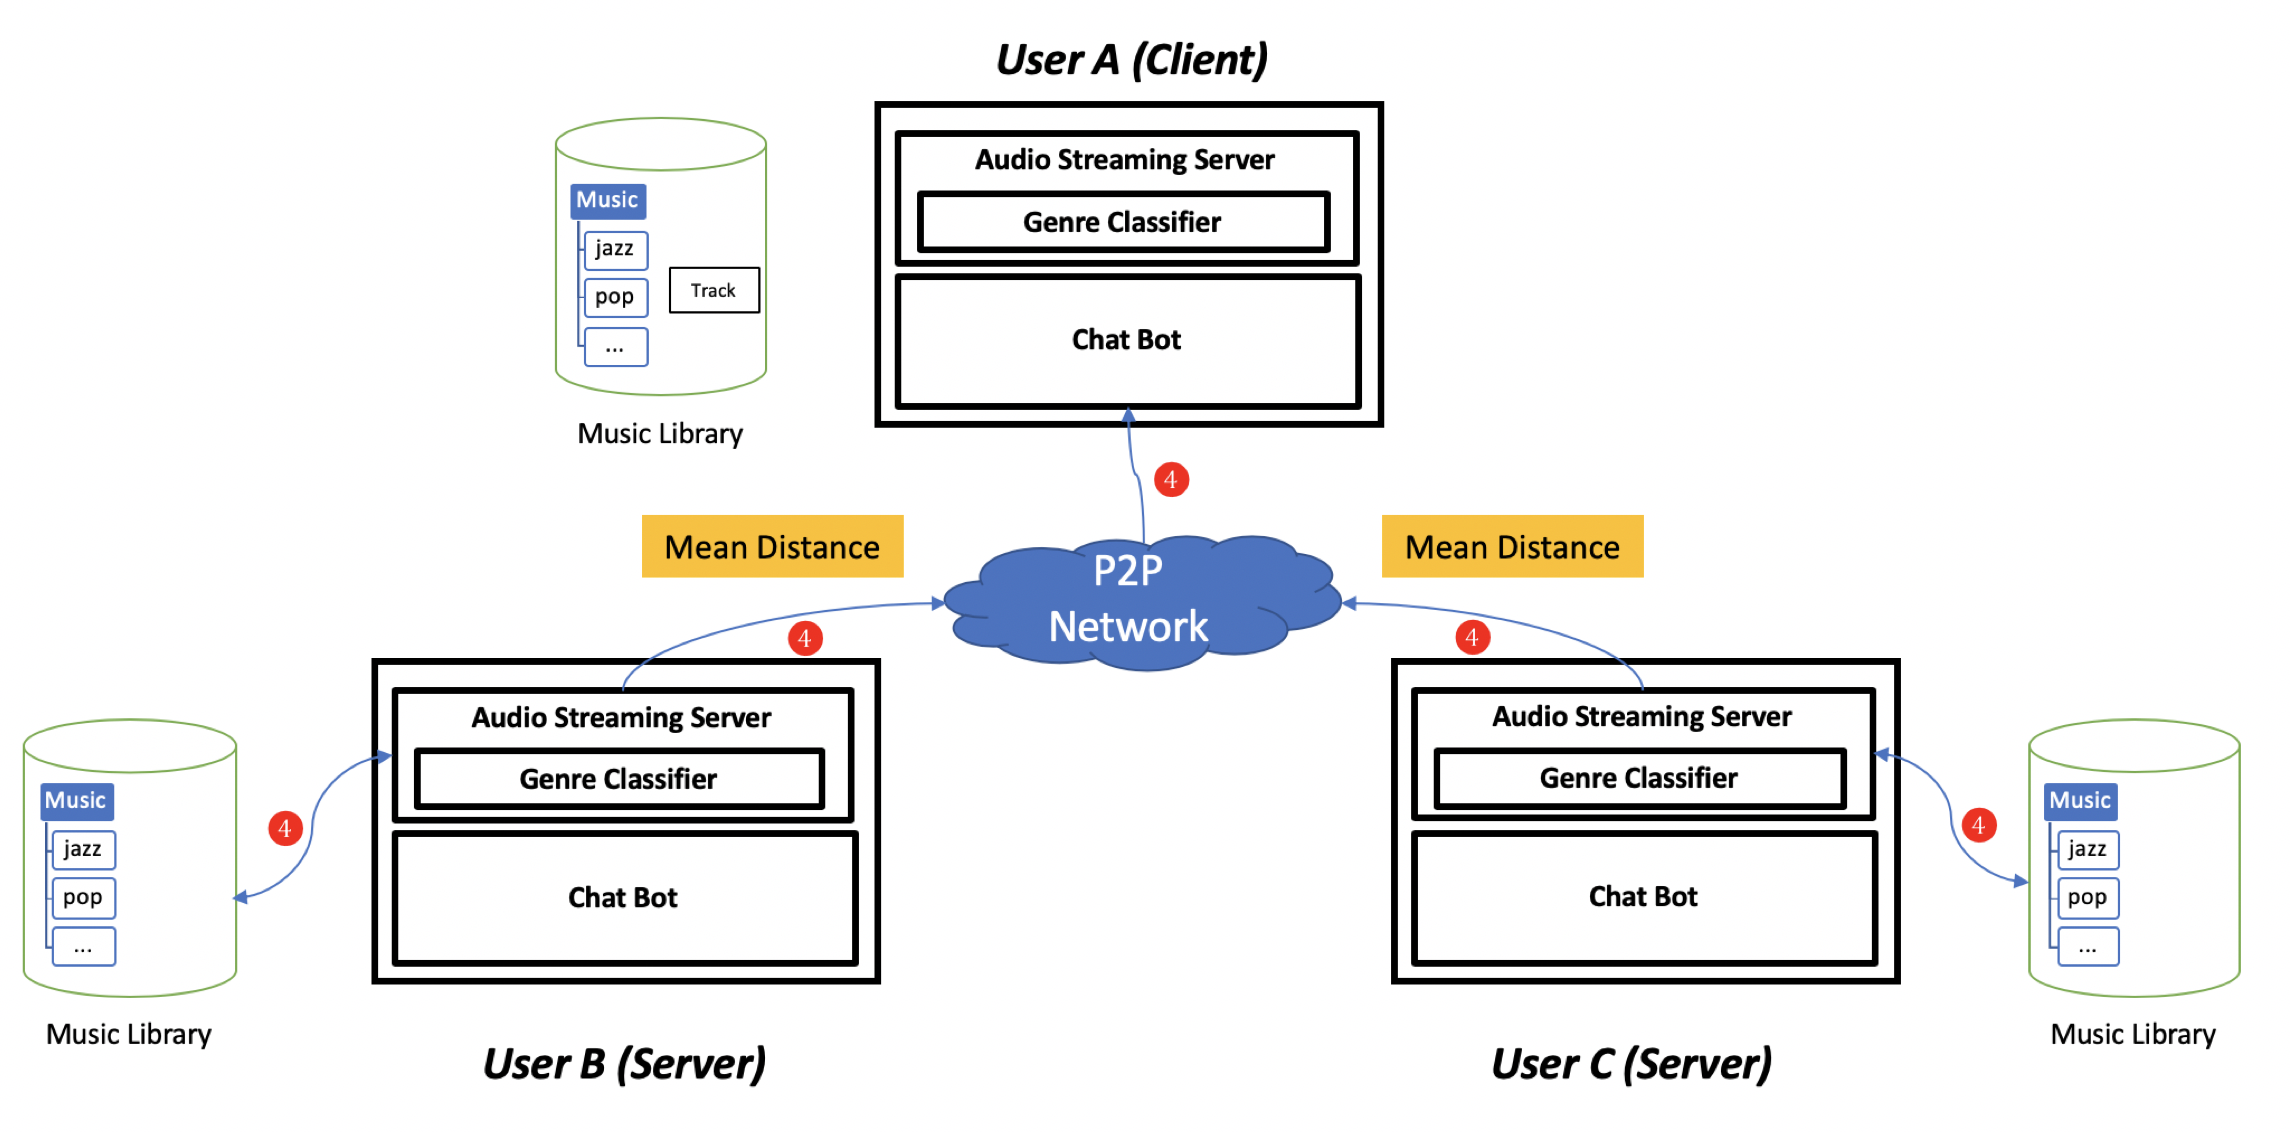 User A (Client)
Audio Streaming Server
Genre Classifier
Chat Bot
Music
jazz
pop
...
Track
Music Library
4
Mean Distance
P2P
Network
Mean Distance
4
4
Audio Streaming Server
Genre Classifier
Chat Bot
User B (Server)
Music
jazz
pop
...
Music Library
4
Audio Streaming Server
Genre Classifier
Chat Bot
User C (Server)
4
Music
jazz
pop
...
Music Library